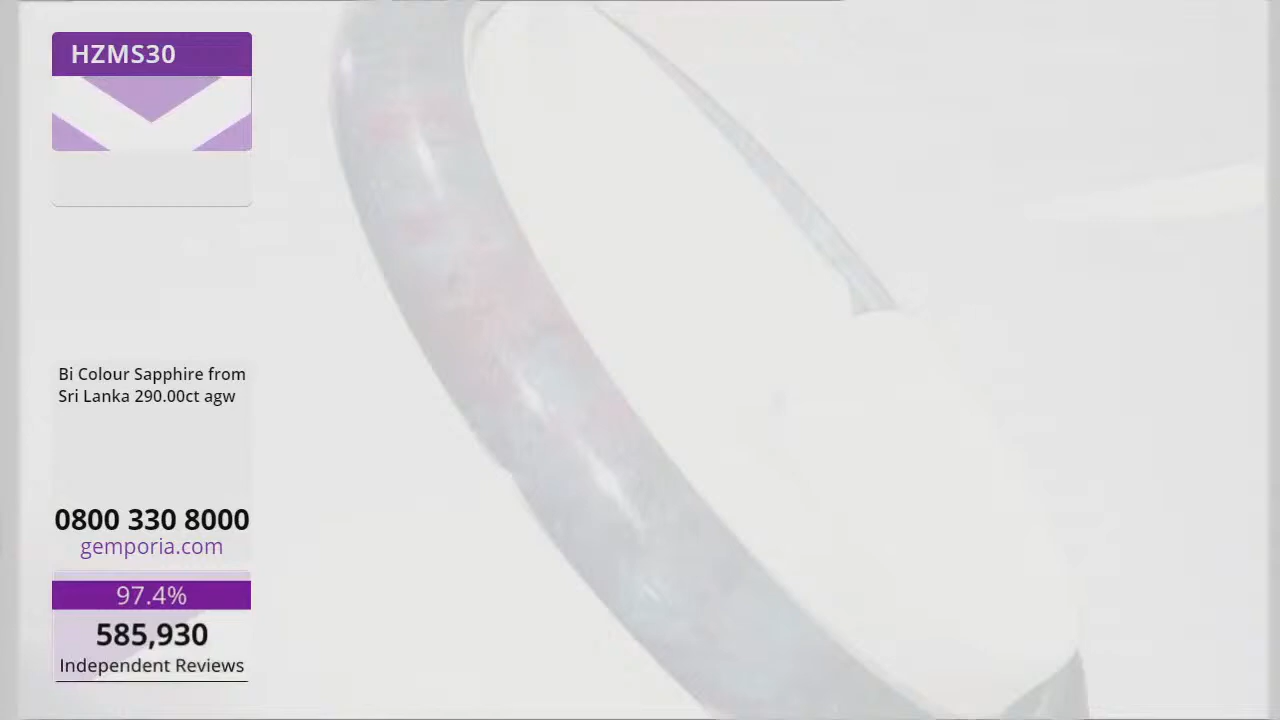 HZMS30
Bi Colour Sapphire from
Sri Lanka 290.00ct agw
0800 330 8000
gemporia.com
97.4%
585,930
Independent Reviews